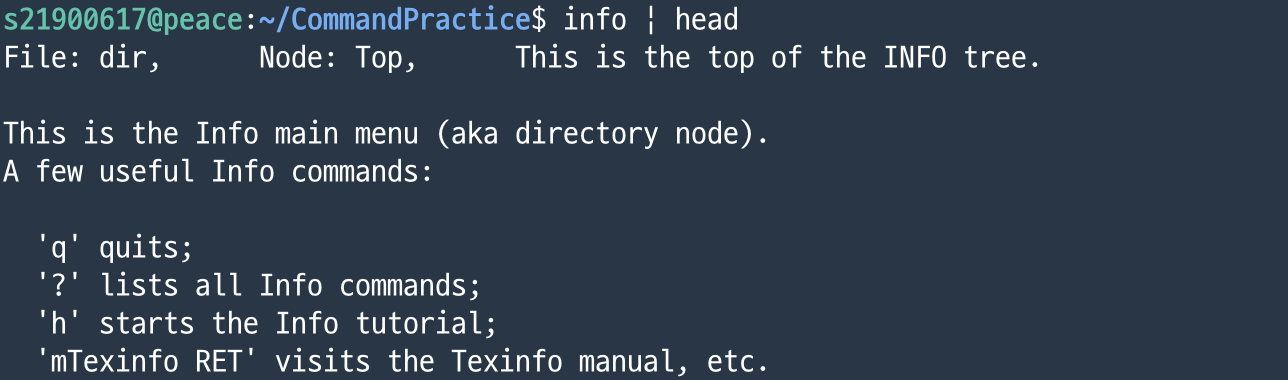 s21900617@peace:~/CommandPractice$ info | head
File: dir,      Node: Top,      This is the top of the INFO tree.
This is the Info main menu (aka directory node).
A few useful Info commands:
'q' quits;
'?' lists all Info commands;
'h' starts the Info tutorial;
'mTexinfo RET' visits the Texinfo manual, etc.